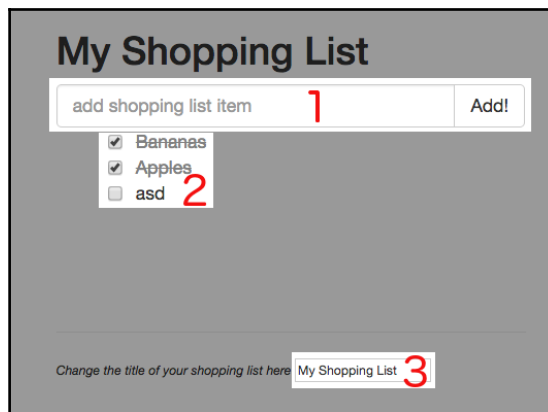 My Shopping List
add shopping list item 1 Add!
Bananas
Apples
asd 2
Change the title of your shopping list here My Shopping List 3